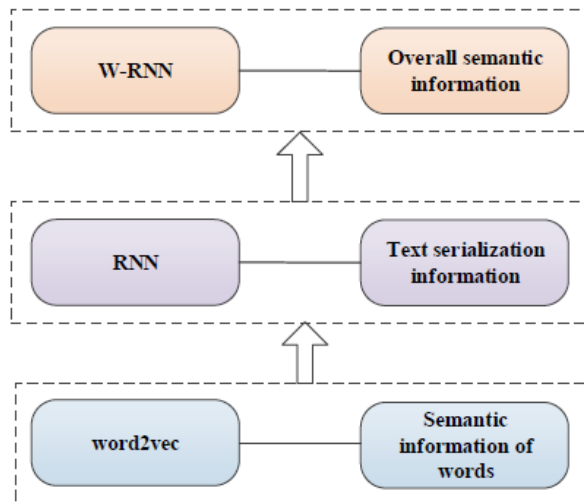 W-RNN
Overall semantic
information
RNN
Text serialization
information
word2vec
Semantic
information of
words